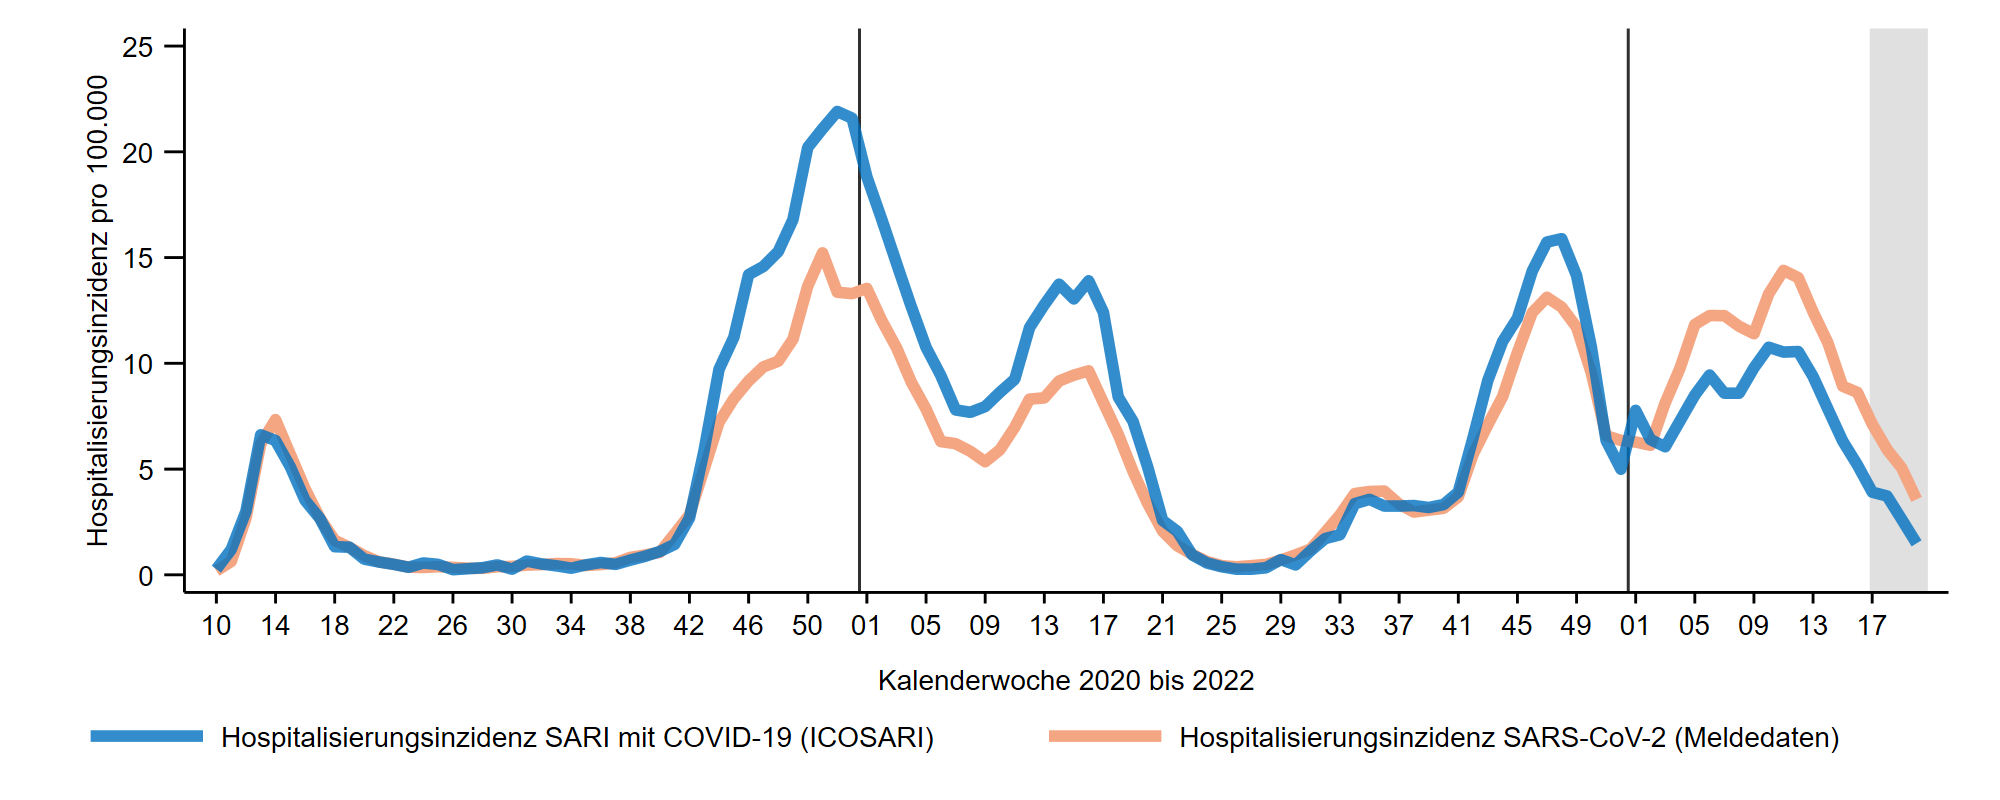 Hospitalisierungsinzidenz pro 100.000
25
20
15
10
5
0
10 14 18 22 26 30 34 38 42 46 50 01 05 09 13 17 21 25 29 33 37 41 45 49 01 05 09 13 17
Kalenderwoche 2020 bis 2022
Hospitalisierungsinzidenz SARI mit COVID-19 (ICOSARI) Hospitalisierungsinzidenz SARS-CoV-2 (Meldedaten)